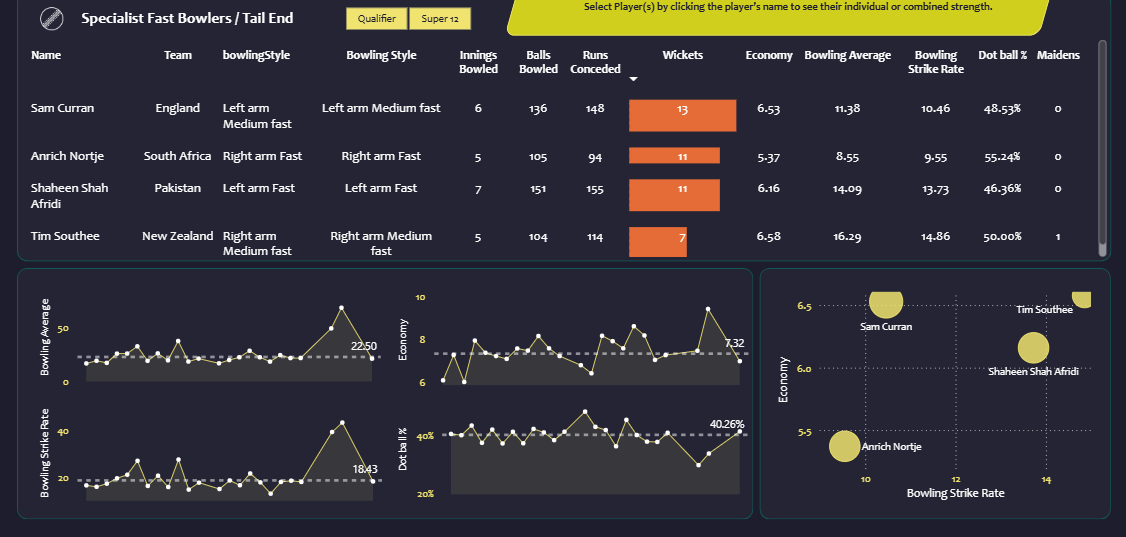 Select Player(s) by clicking the player's name to see their individual or combined strength.
Specialist Fast Bowlers / Tail End
Qualifier
Super 12
Name Team bowlingStyle Bowling Style Innings Bowled Balls Bowled Runs Conceded Wickets Economy Bowling Average Bowling Strike Rate Dot ball % Maidens
Sam Curran England Left arm Medium fast Left arm Medium fast 6 136 148 13 6.53 11.38 10.46 48.53% 0
Anrich Nortje South Africa Right arm Fast Right arm Fast 5 105 94 11 5.37 8.55 9.55 55.24% 0
Shaheen Shah Afridi Pakistan Left arm Fast Left arm Fast 7 151 155 11 6.16 14.09 13.73 46.36% 0
Tim Southee New Zealand Right arm Medium fast Right arm Medium fast 5 104 114 7 6.58 16.29 14.86 50.00% 1
Bowling Average
50
0
22.50
Economy
10
8
6
7.32
Bowling Strike Rate
40
20
18.43
Dot ball %
40%
20%
40.26%
Economy
6.5
6.0
5.5
Tim Southee
Sam Curran
Shaheen Shah Afridi
Anrich Nortje
10 12 14
Bowling Strike Rate